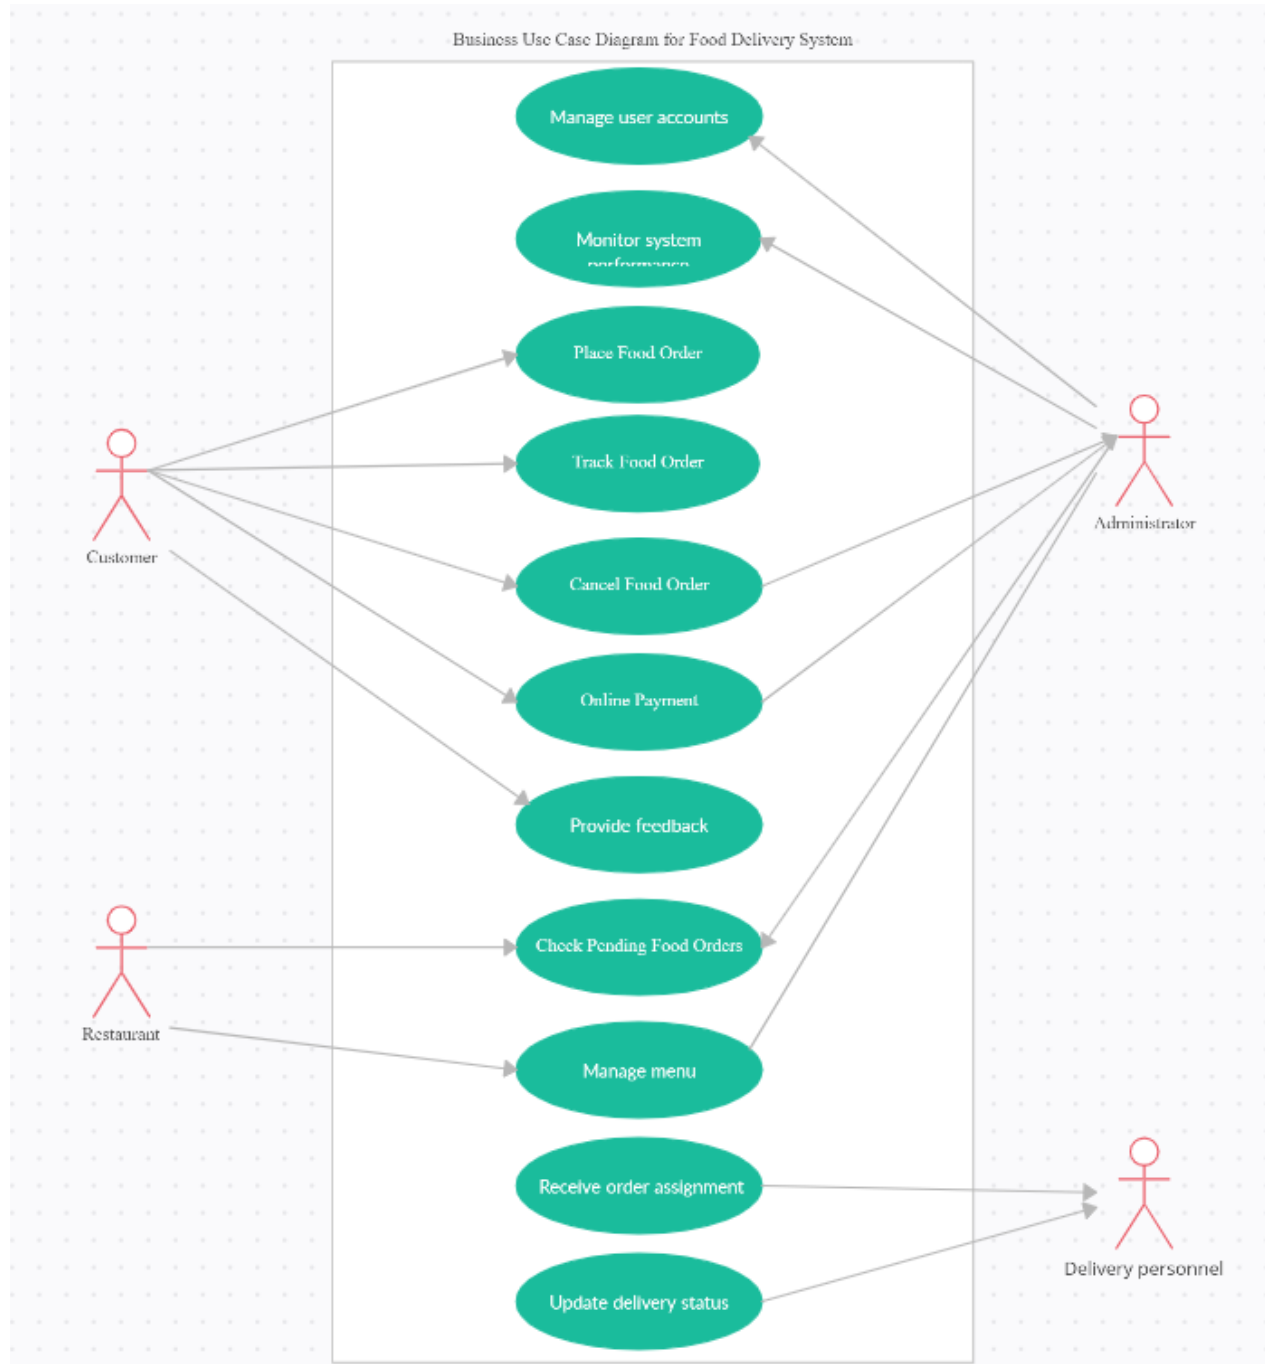 Business Use Case Diagram for Food Delivery System
Manage user accounts
Monitor system
performance
Place Food Order
Track Food Order
Cancel Food Order
Online Payment
Provide feedback
Check Pending Food Orders
Manage menu
Receive order assignment
Update delivery status
Customer
Restaurant
Administrator
Delivery personnel